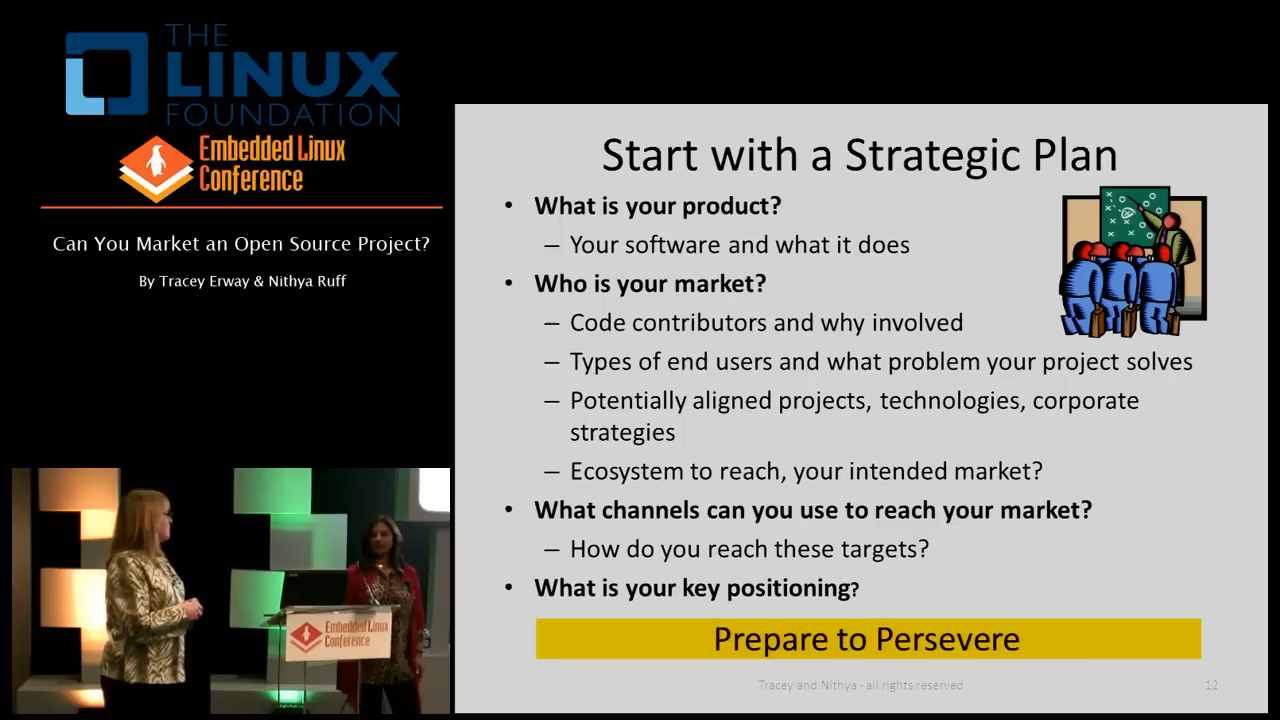 THE
LINUX
FOUNDATION
Embedded Linux
Conference
Can You Market an Open Source Project?
By Tracey Erway & Nithya Ruff
Start with a Strategic Plan
• What is your product?
– Your software and what it does
• Who is your market?
– Code contributors and why involved
– Types of end users and what problem your project solves
– Potentially aligned projects, technologies, corporate
strategies
– Ecosystem to reach, your intended market?
• What channels can you use to reach your market?
– How do you reach these targets?
• What is your key positioning?
Prepare to Persevere
Tracey and Nithya - all rights reserved
12
Embedded Linux
Conference